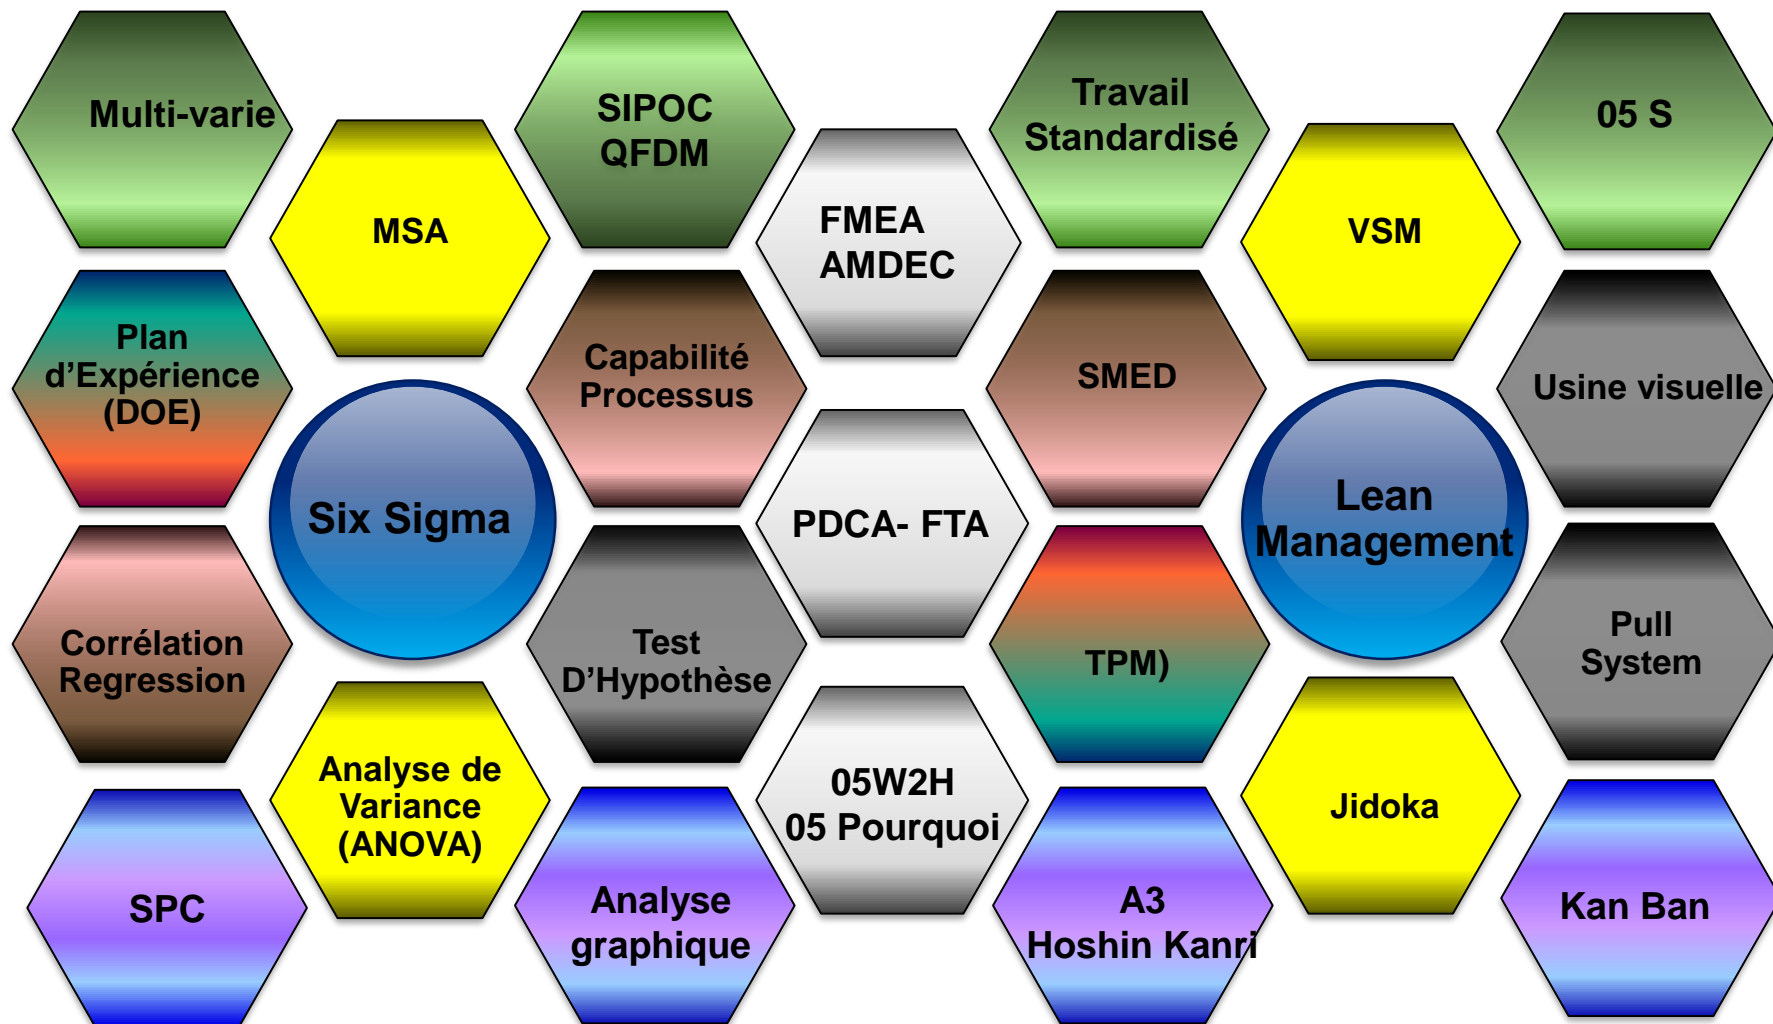 Multi-varie
SIPOC
QFDM
Travail
Standardisé
05 S
MSA
FMEA
AMDEC
VSM
Plan
d’Expérience
(DOE)
Capabilité
Processus
SMED
Usine visuelle
Six Sigma
PDCA- FTA
Lean
Management
Corrélation
Regression
Test
D’Hypothèse
TPM)
Pull
System
Analyse de
Variance
(ANOVA)
05W2H
05 Pourquoi
Jidoka
SPC
Analyse
graphique
A3
Hoshin Kanri
Kan Ban